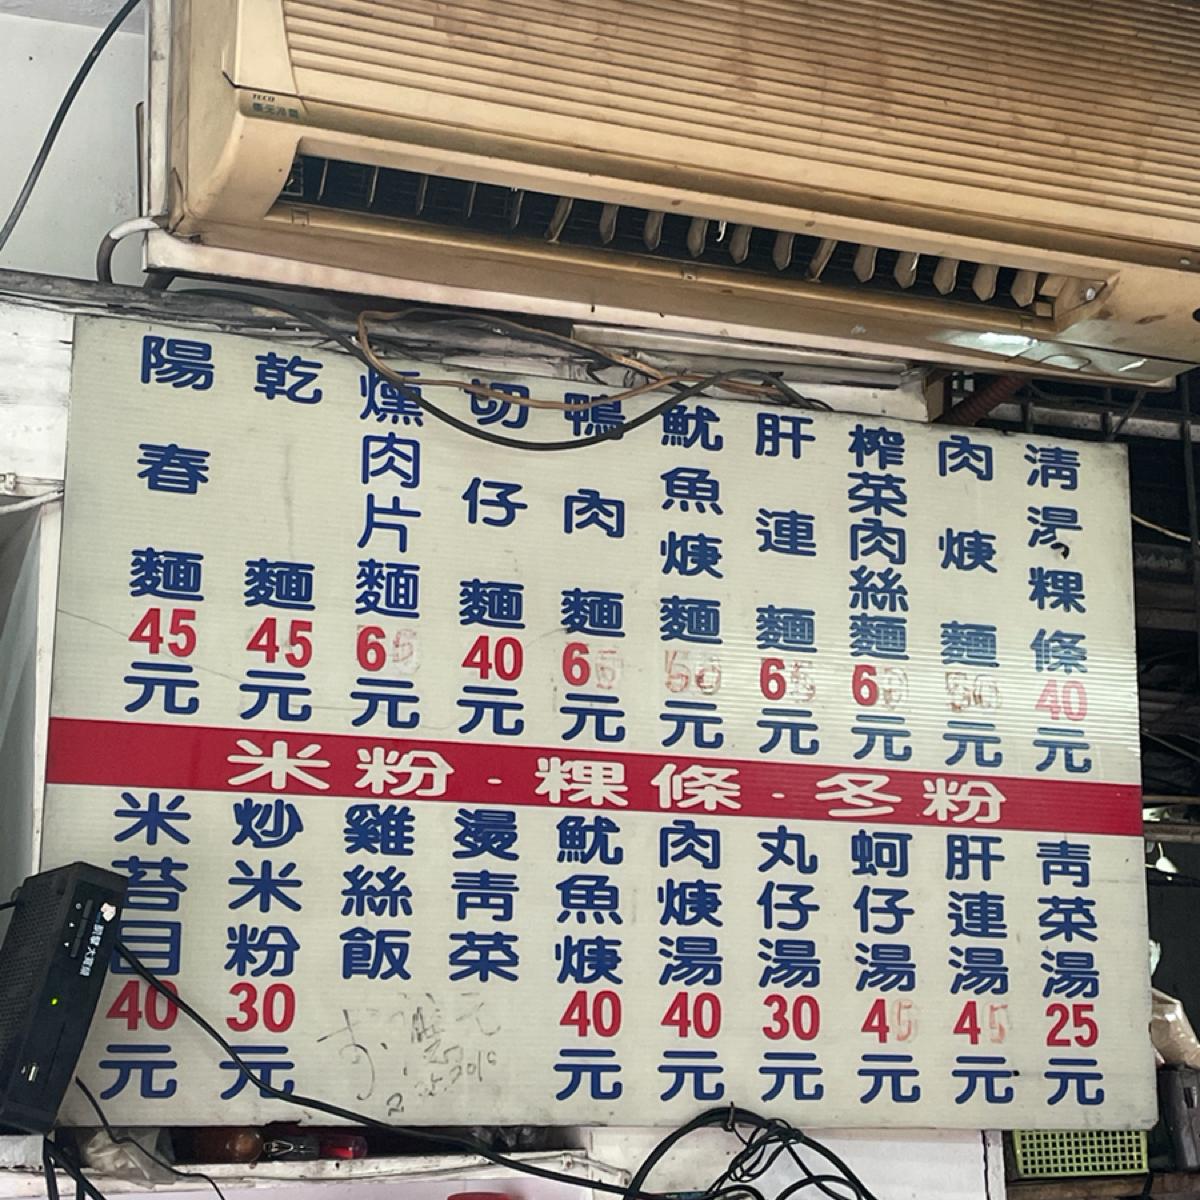 TECO
東元冷氣
陽春麵45元
乾麵45元
燻肉片麵65元
切仔麵40元
鴨肉麵65元
魷魚焿麵50元
肝連麵65元
榨菜肉絲麵60元
肉焿麵50元
清湯粿條40元
米粉-粿條-冬粉
米苔目40元
炒米粉30元
雞絲飯
燙青菜
魷魚焿40元
肉焿湯40元
丸仔湯30元
蚵仔湯45元
肝連湯45元
青菜湯25元